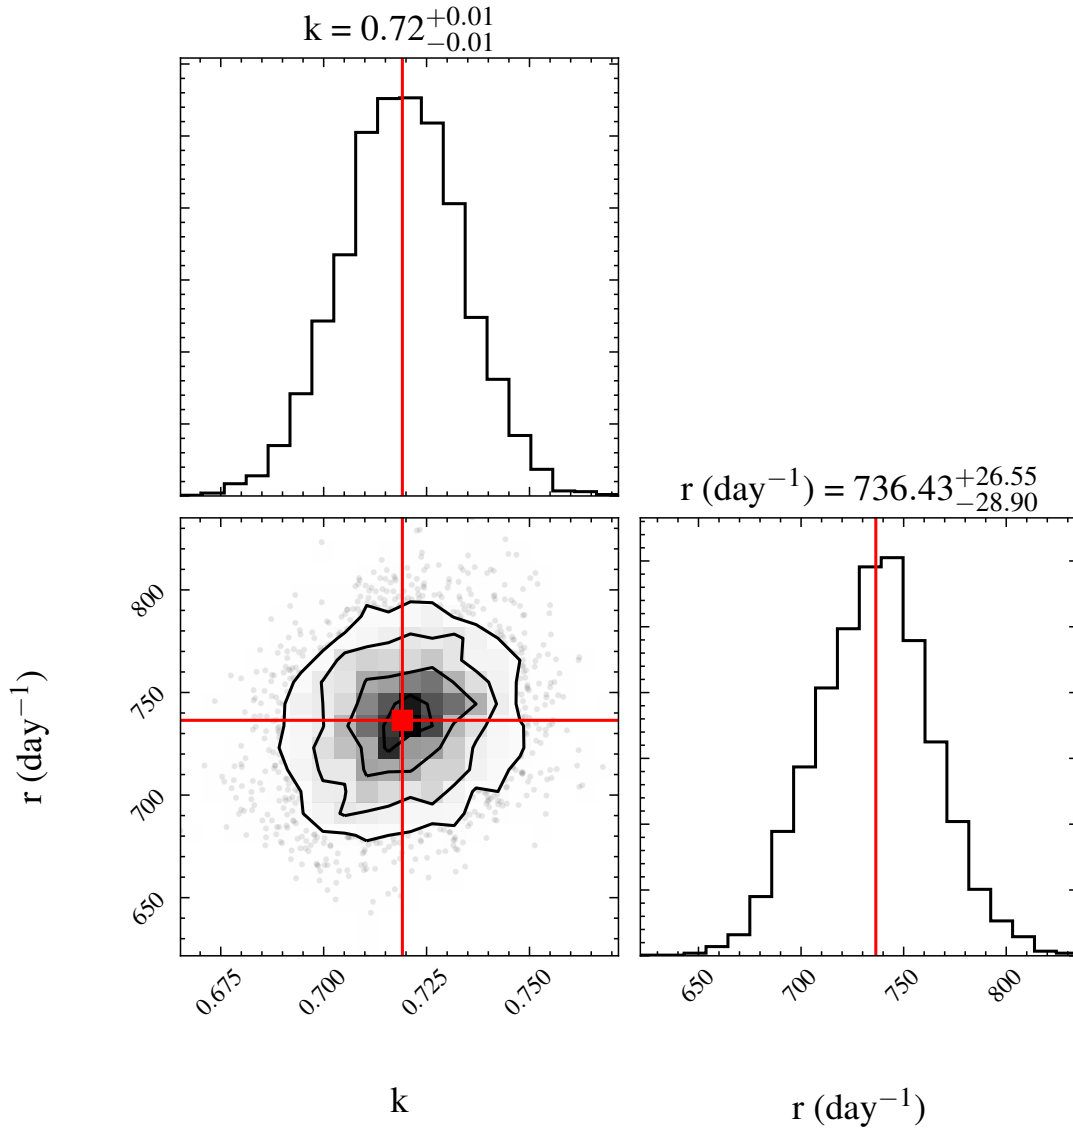 k = 0.72+0.01 −0.01
r (day−1) = 736.43+26.55 −28.90
r (day−1)
800
750
700
650
0.675 0.700 0.725 0.750
650 700 750 800
k
r (day−1)